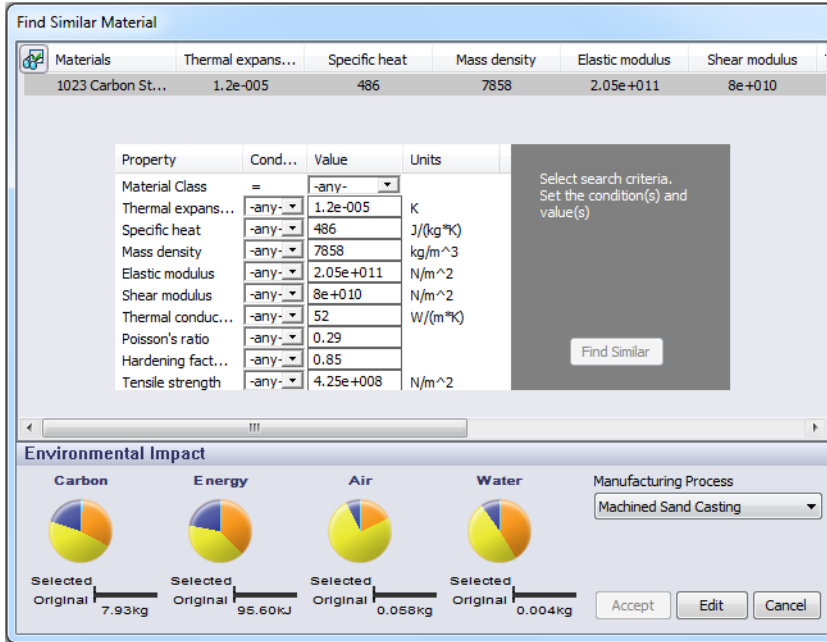 Find Similar Material
Materials Thermal expans... Specific heat Mass density Elastic modulus Shear modulus
1023 Carbon St... 1.2e-005 486 7858 2.05e+011 8e+010
Property Cond... Value Units
Material Class = -any-
Thermal expans... -any- 1.2e-005 K
Specific heat -any- 486 J/(kg*K)
Mass density -any- 7858 kg/m^3
Elastic modulus -any- 2.05e+011 N/m^2
Shear modulus -any- 8e+010 N/m^2
Thermal conduc... -any- 52 W/(m*K)
Poisson's ratio -any- 0.29
Hardening fact... -any- 0.85
Tensile strength -any- 4.25e+008 N/m^2
Select search criteria.
Set the condition(s) and
value(s)
Find Similar
Environmental Impact
Carbon Energy Air Water
Manufacturing Process
Machined Sand Casting
Selected Selected Selected Selected
Original Original Original Original
7.93kg 95.60kJ 0.058kg 0.004kg
Accept Edit Cancel